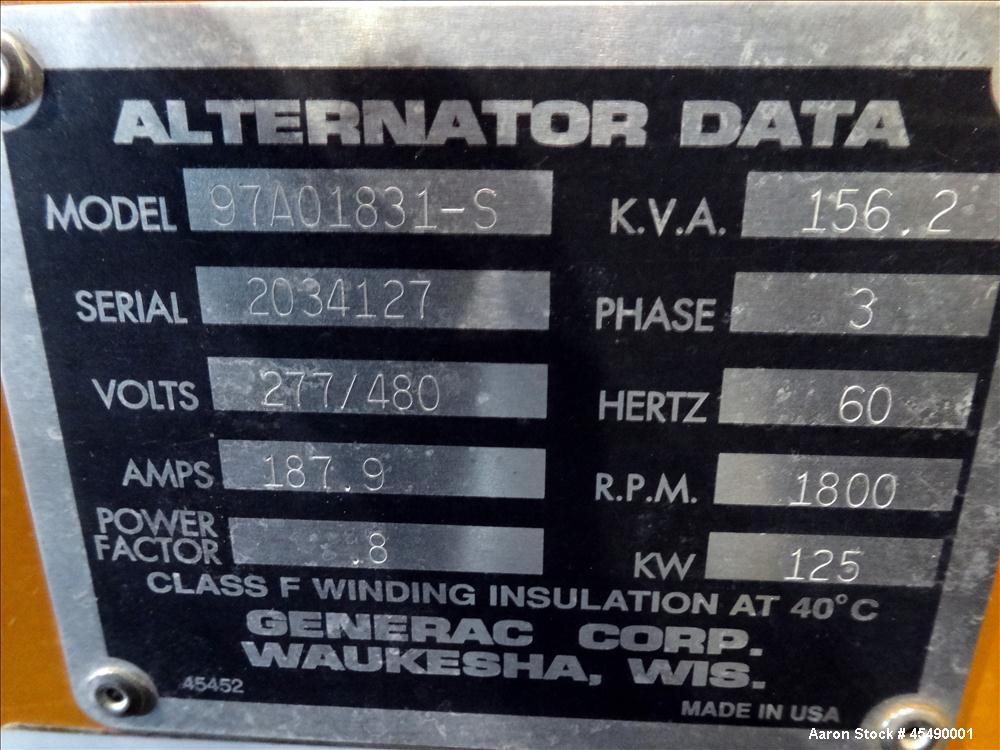 ALTERNATOR DATA
MODEL 97A01831-S K.V.A. 156.2
SERIAL 2034127 PHASE 3
VOLTS 277/480 HERTZ 60
AMPS 187.9 R.P.M. 1800
POWER FACTOR .8 KW 125
CLASS F WINDING INSULATION AT 40°C
GENERAC CORP.
WAUKESHA, WIS.
45452
MADE IN USA
Aaron Stock # 45490001